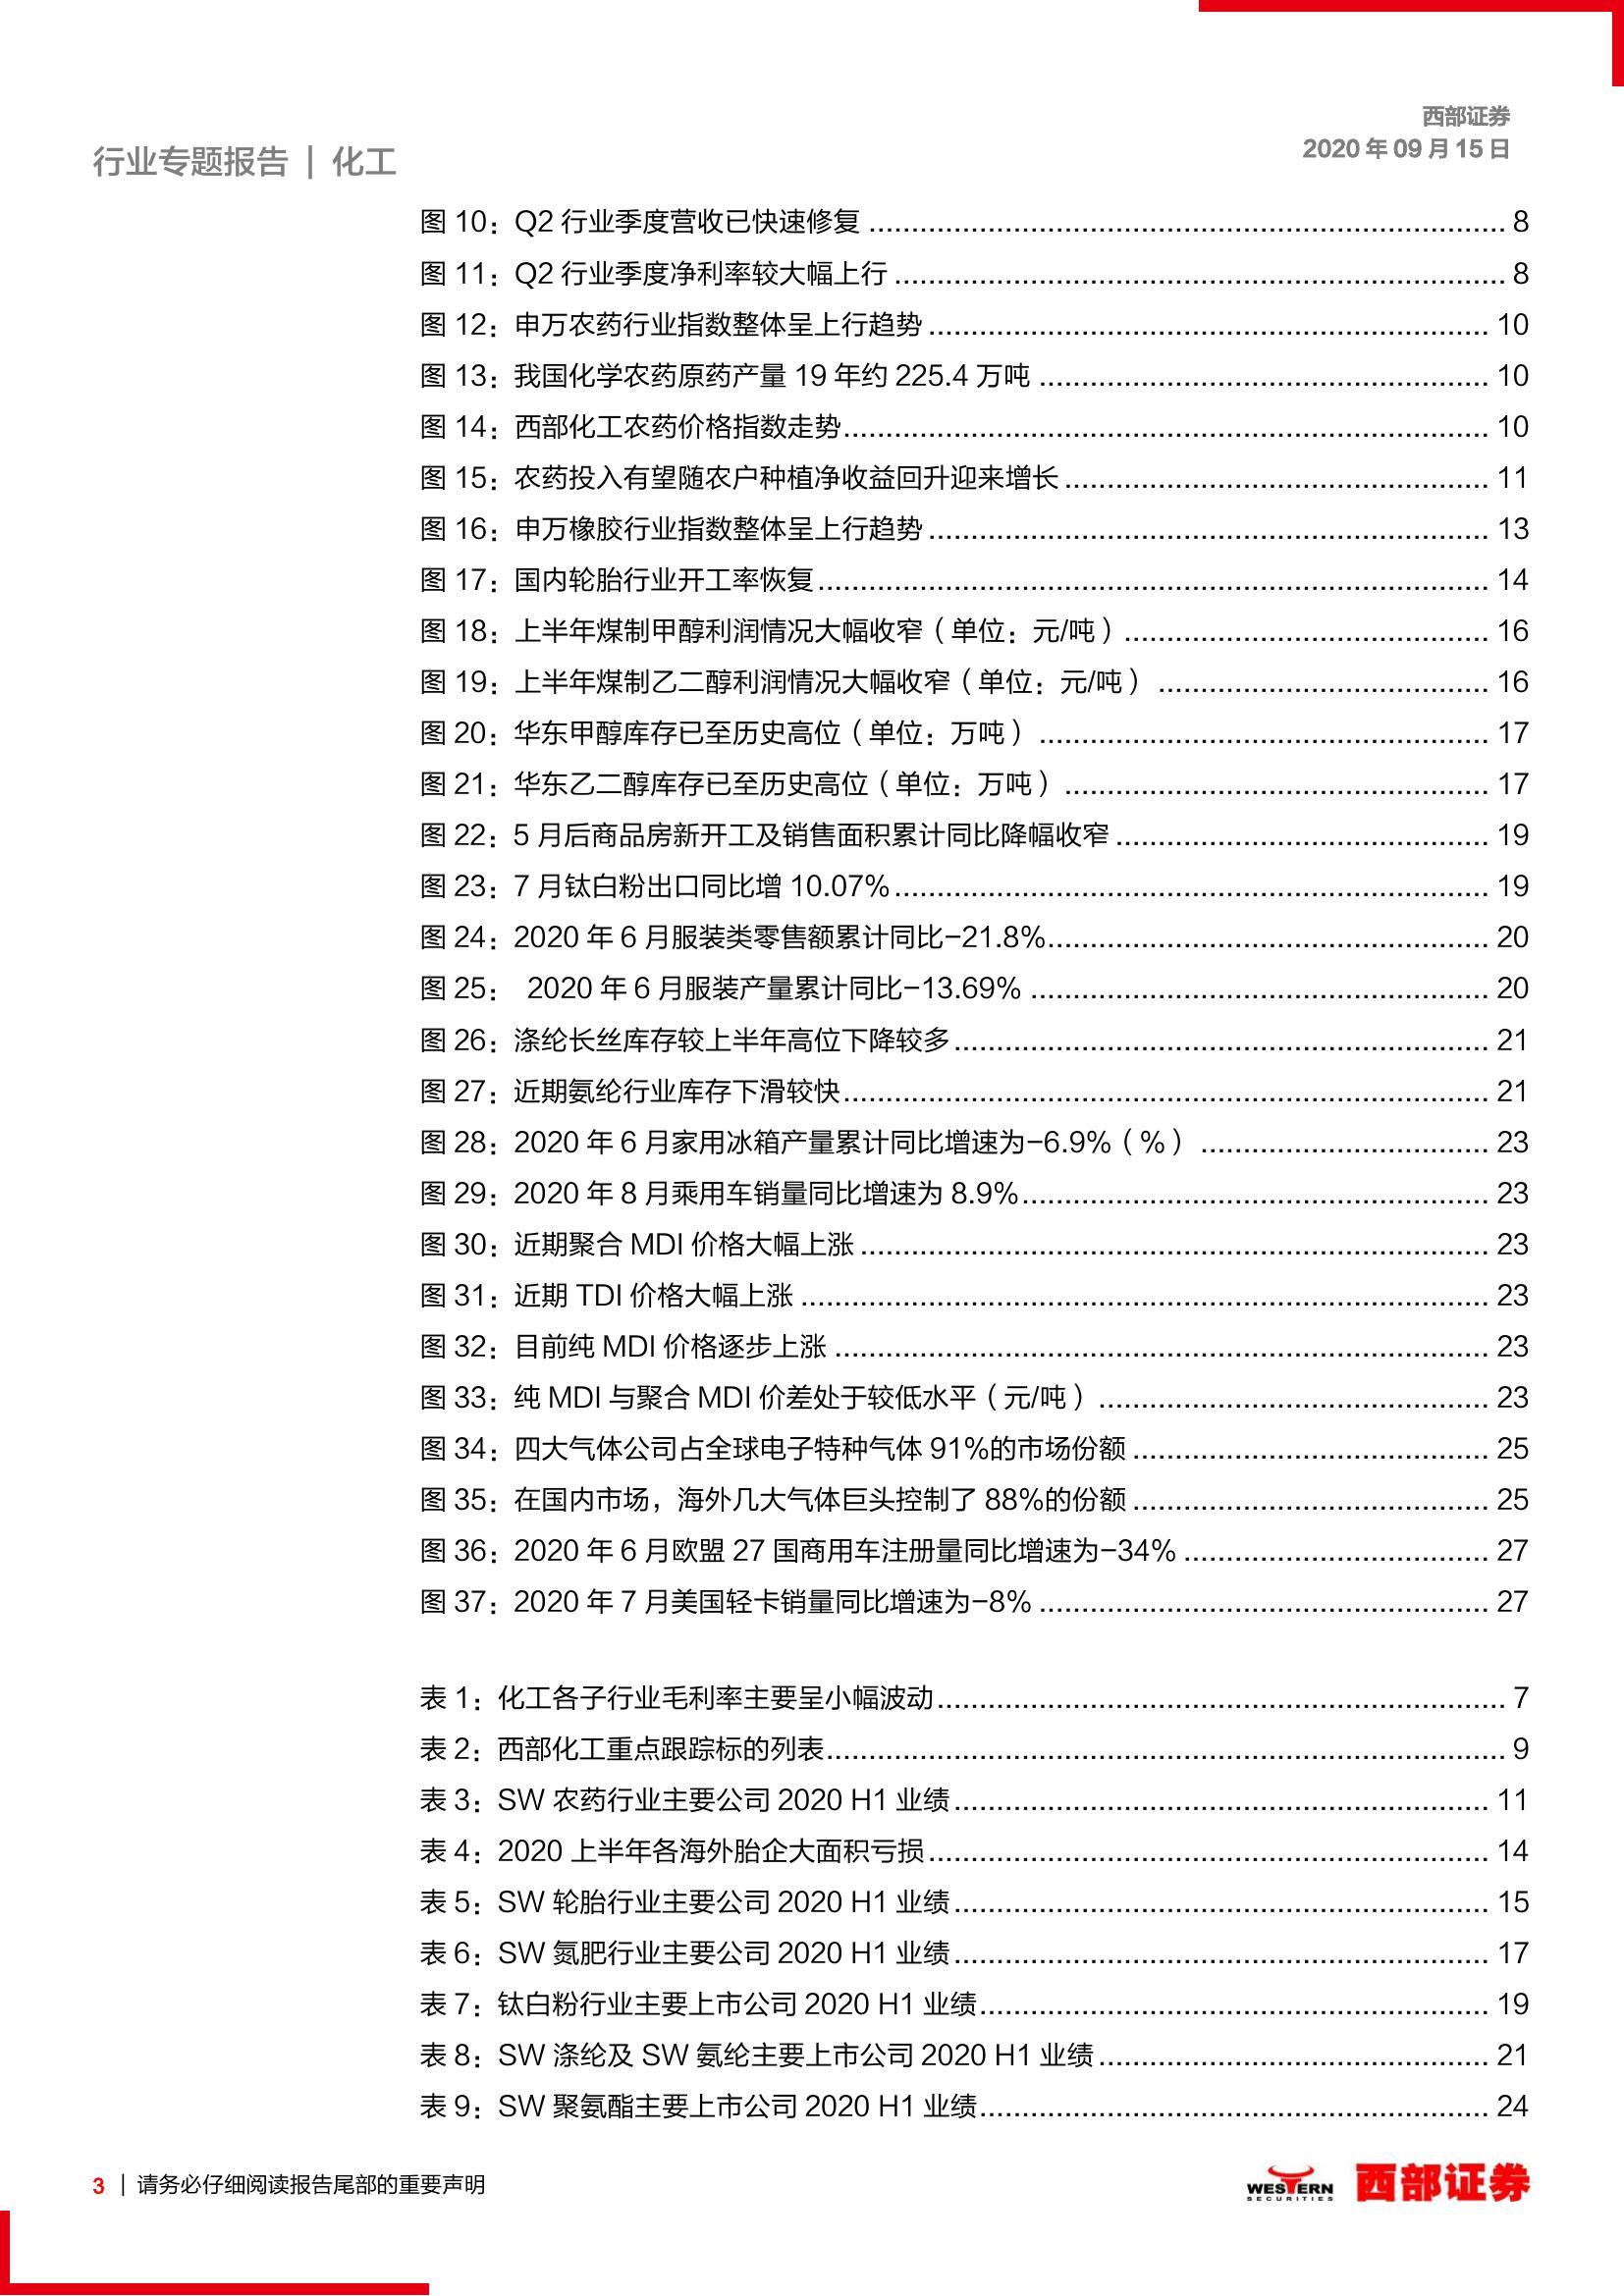 西部证券
2020 年 09 月 15 日
行业专题报告 | 化工
图 10：Q2 行业季度营收已快速修复 ........ 8
图 11：Q2 行业季度净利率较大幅上行 ........ 8
图 12：申万农药行业指数整体呈上行趋势 ........ 10
图 13：我国化学农药原药产量 19 年约 225.4 万吨 ........ 10
图 14：西部化工农药价格指数走势 ........ 10
图 15：农药投入有望随农户种植净收益回升迎来增长 ........ 11
图 16：申万橡胶行业指数整体呈上行趋势 ........ 13
图 17：国内轮胎行业开工率恢复 ........ 14
图 18：上半年煤制甲醇利润情况大幅收窄（单位：元/吨） ........ 16
图 19：上半年煤制乙二醇利润情况大幅收窄（单位：元/吨） ........ 16
图 20：华东甲醇库存已至历史高位（单位：万吨） ........ 17
图 21：华东乙二醇库存已至历史高位（单位：万吨） ........ 17
图 22：5 月后商品房新开工及销售面积累计同比降幅收窄 ........ 19
图 23：7 月钛白粉出口同比增 10.07% ........ 19
图 24：2020 年 6 月服装类零售额累计同比-21.8% ........ 20
图 25： 2020 年 6 月服装产量累计同比-13.69% ........ 20
图 26：涤纶长丝库存较上半年高位下降较多 ........ 21
图 27：近期氨纶行业库存下滑较快 ........ 21
图 28：2020 年 6 月家用冰箱产量累计同比增速为-6.9%（%） ........ 23
图 29：2020 年 8 月乘用车销量同比增速为 8.9% ........ 23
图 30：近期聚合 MDI 价格大幅上涨 ........ 23
图 31：近期 TDI 价格大幅上涨 ........ 23
图 32：目前纯 MDI 价格逐步上涨 ........ 23
图 33：纯 MDI 与聚合 MDI 价差处于较低水平（元/吨） ........ 23
图 34：四大气体公司占全球电子特种气体 91%的市场份额 ........ 25
图 35：在国内市场，海外几大气体巨头控制了 88%的份额 ........ 25
图 36：2020 年 6 月欧盟 27 国商用车注册量同比增速为-34% ........ 27
图 37：2020 年 7 月美国轻卡销量同比增速为-8% ........ 27
表 1：化工各子行业毛利率主要呈小幅波动 ........ 7
表 2：西部化工重点跟踪标的列表 ........ 9
表 3：SW 农药行业主要公司 2020 H1 业绩 ........ 11
表 4：2020 上半年各海外胎企大面积亏损 ........ 14
表 5：SW 轮胎行业主要公司 2020 H1 业绩 ........ 15
表 6：SW 氮肥行业主要公司 2020 H1 业绩 ........ 17
表 7：钛白粉行业主要上市公司 2020 H1 业绩 ........ 19
表 8：SW 涤纶及 SW 氨纶主要上市公司 2020 H1 业绩 ........ 21
表 9：SW 聚氨酯主要上市公司 2020 H1 业绩 ........ 24
3 | 请务必仔细阅读报告尾部的重要声明
WESTERN
SECURITIES
西部证券